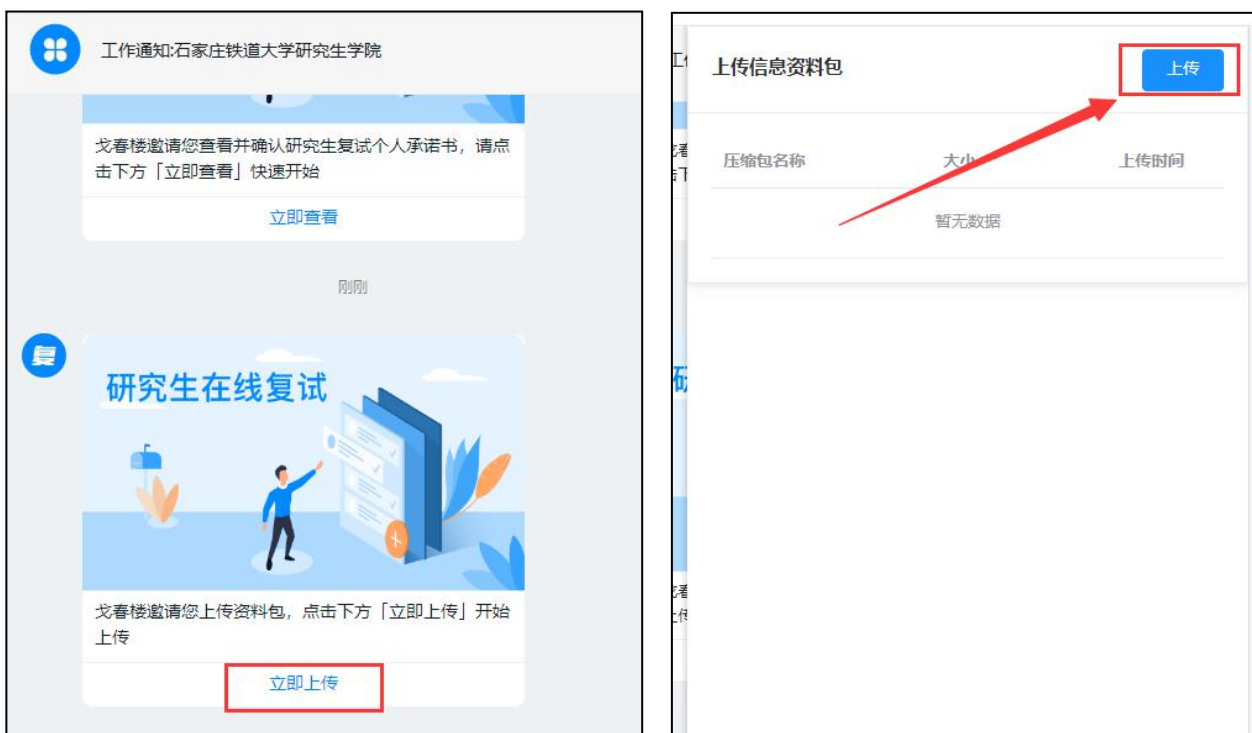 工作通知:石家庄铁道大学研究生学院
戈春楼邀请您查看并确认研究生复试个人承诺书，请点
击下方「立即查看」快速开始
立即查看
刚刚
复
研究生在线复试
戈春楼邀请您上传资料包，点击下方「立即上传」开始
上传
立即上传
上传信息资料包
上传
压缩包名称 大小 上传时间
暂无数据